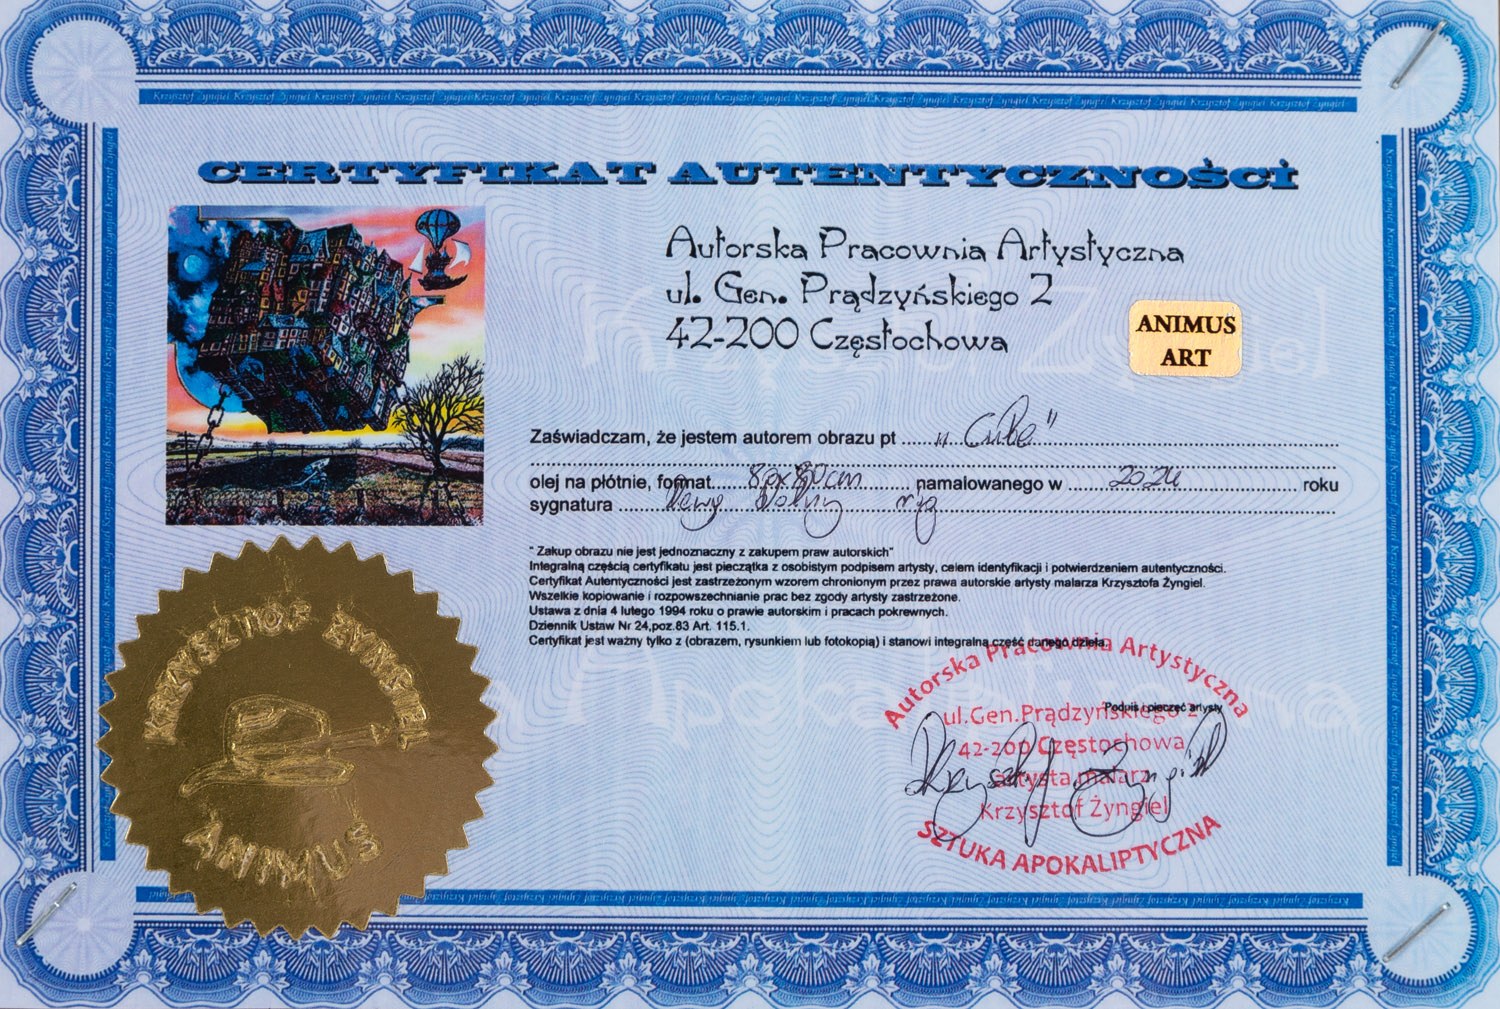 Krzysztof Żyngiel Krzysztof Żyngiel Krzysztof Żyngiel Krzysztof Żyngiel
CERTYFIKAT AUTENTYCZNOŚCI
Autorska Pracownia Artystyczna
ul. Gen. Prądzyńskiego 2
42-200 Częstochowa
ANIMUS
ART
Krzysztof Żyngiel
Zaświadczam, że jestem autorem obrazu pt „Cube"
olej na płótnie, format 80x80cm namalowanego w 2024 roku
sygnatura Lewy Dolny róg
" Zakup obrazu nie jest jednoznaczny z zakupem praw autorskich"
Integralną częścią certyfikatu jest pieczątka z osobistym podpisem artysty, celem identyfikacji i potwierdzeniem autentyczności.
Certyfikat Autentyczności jest zastrzeżonym wzorem chronionym przez prawa autorskie artysty malarza Krzysztofa Żyngiel.
Wszelkie kopiowanie i rozpowszechnianie prac bez zgody artysty zastrzeżone.
Ustawa z dnia 4 lutego 1994 roku o prawie autorskim i pracach pokrewnych.
Dziennik Ustaw Nr 24,poz.83 Art. 115.1.
Certyfikat jest ważny tylko z (obrazem, rysunkiem lub fotokopią) i stanowi integralną część danego dzieła.
KRZYSZTOF ŻYNGIEL
ANIMUS
Podpis i pieczęć artysty
Autorska Pracownia Artystyczna
ul.Gen.Prądzyńskiego 2
42-200 Częstochowa
artysta malarz
Krzysztof Żyngiel
SZTUKA APOKALIPTYCZNA
Krzysztof Żyngiel